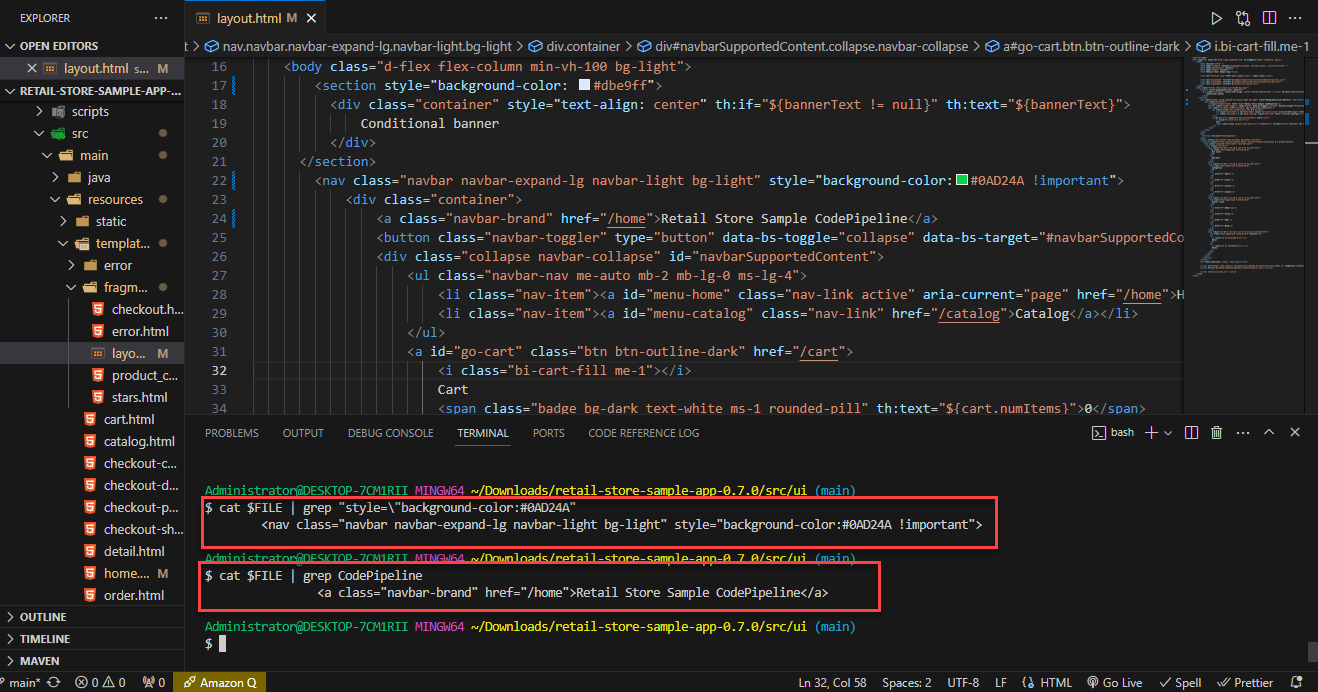 EXPLORER
OPEN EDITORS
layout.html s... M
RETAIL-STORE-SAMPLE-APP-...
scripts
src
main
java
resources
static
templat...
error
fragm...
checkout.h...
error.html
layo... M
product_c...
stars.html
cart.html
catalog.html
checkout-c...
checkout-d...
checkout-p...
checkout-sh...
detail.html
home.... M
order.html
OUTLINE
TIMELINE
MAVEN
layout.html M
t > nav.navbar.navbar-expand-lg.navbar-light.bg-light > div.container > div#navbarSupportedContent.collapse.navbar-collapse > a#go-cart.btn.btn-outline-dark > i.bi-cart-fill.me-1
16 <body class="d-flex flex-column min-vh-100 bg-light">
17 <section style="background-color: #dbe9ff">
18 <div class="container" style="text-align: center" th:if="${bannerText != null}" th:text="${bannerText}">
19 Conditional banner
20 </div>
21 </section>
22 <nav class="navbar navbar-expand-lg navbar-light bg-light" style="background-color:#0AD24A !important">
23 <div class="container">
24 <a class="navbar-brand" href="/home">Retail Store Sample CodePipeline</a>
25 <button class="navbar-toggler" type="button" data-bs-toggle="collapse" data-bs-target="#navbarSupportedCo
26 <div class="collapse navbar-collapse" id="navbarSupportedContent">
27 <ul class="navbar-nav me-auto mb-2 mb-lg-0 ms-lg-4">
28 <li class="nav-item"><a id="menu-home" class="nav-link active" aria-current="page" href="/home">H
29 <li class="nav-item"><a id="menu-catalog" class="nav-link" href="/catalog">Catalog</a></li>
30 </ul>
31 <a id="go-cart" class="btn btn-outline-dark" href="/cart">
32 <i class="bi-cart-fill me-1"></i>
33 Cart
34 <span class="badge bg-dark text-white ms-1 rounded-pill" th:text="${cart.numItems}">0</span>
PROBLEMS OUTPUT DEBUG CONSOLE TERMINAL PORTS CODE REFERENCE LOG bash
Administrator@DESKTOP-7CM1RII MINGW64 ~/Downloads/retail-store-sample-app-0.7.0/src/ui (main)
$ cat $FILE | grep "style=\"background-color:#0AD24A"
<nav class="navbar navbar-expand-lg navbar-light bg-light" style="background-color:#0AD24A !important">
Administrator@DESKTOP-7CM1RII MINGW64 ~/Downloads/retail-store-sample-app-0.7.0/src/ui (main)
$ cat $FILE | grep CodePipeline
<a class="navbar-brand" href="/home">Retail Store Sample CodePipeline</a>
Administrator@DESKTOP-7CM1RII MINGW64 ~/Downloads/retail-store-sample-app-0.7.0/src/ui (main)
$
main* 0 0 0 Amazon Q Ln 32, Col 58 Spaces: 2 UTF-8 LF HTML Go Live Spell Prettier